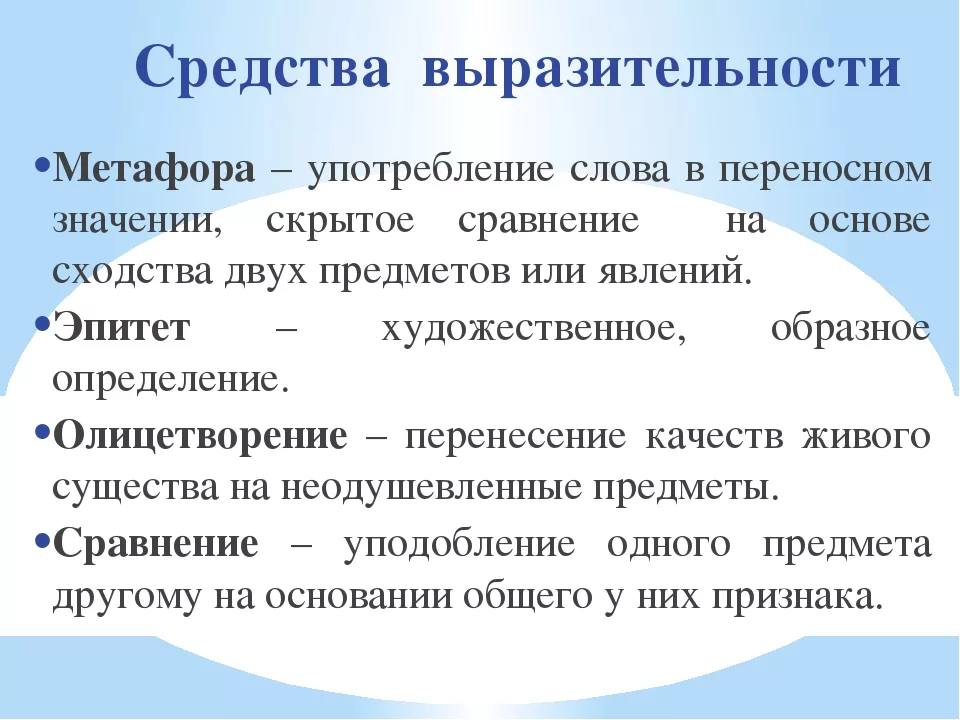 Средства выразительности
•Метафора – употребление слова в переносном
значении, скрытое сравнение на основе
сходства двух предметов или явлений.
•Эпитет – художественное, образное
определение.
•Олицетворение – перенесение качеств живого
существа на неодушевленные предметы.
•Сравнение – уподобление одного предмета
другому на основании общего у них признака.